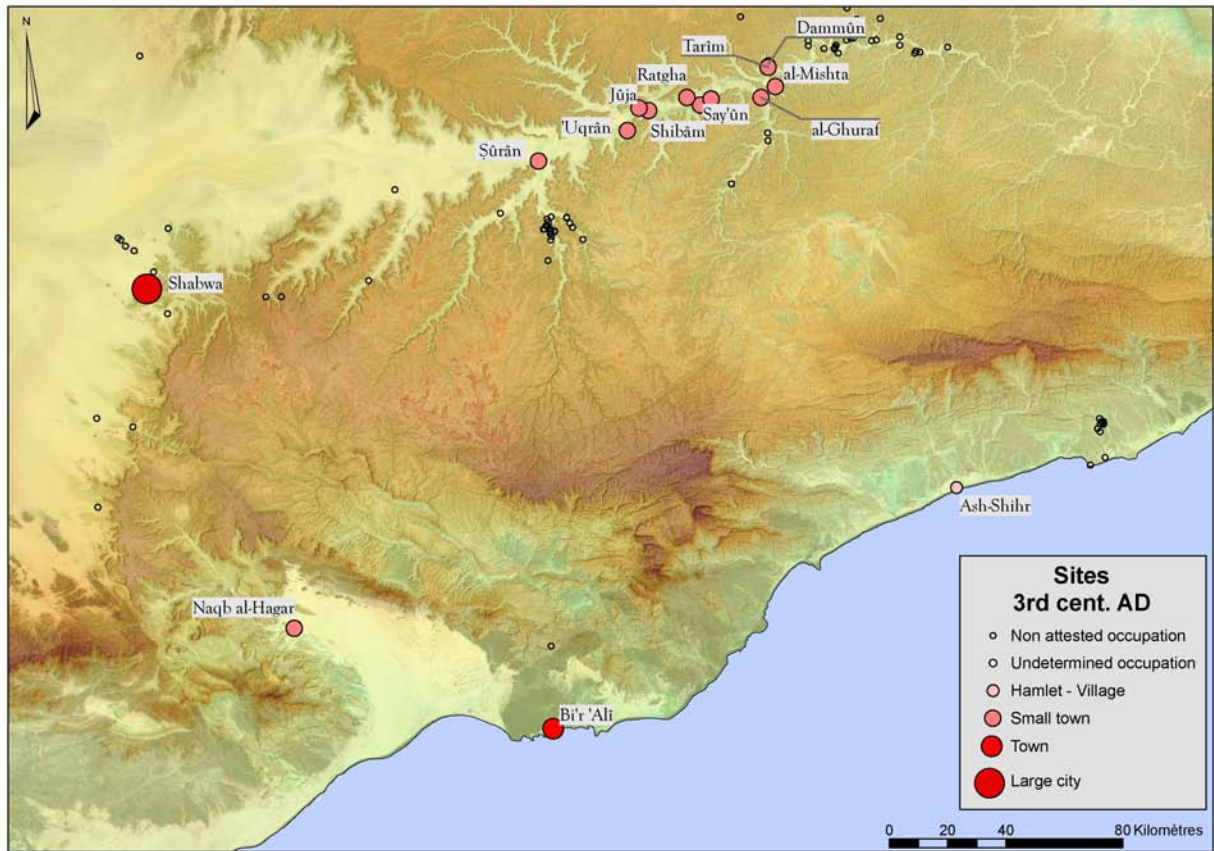 N
Dammûn
Tarîm
Ratgha
al-Mishta
Jûja
Say'ûn
'Uqrân
Shibâm
al-Ghuraf
Ṣûrân
Shabwa
Ash-Shihr
Naqb al-Hagar
Bi'r 'Alî
Sites
3rd cent. AD
Non attested occupation
Undetermined occupation
Hamlet - Village
Small town
Town
Large city
0 20 40 80 Kilomètres